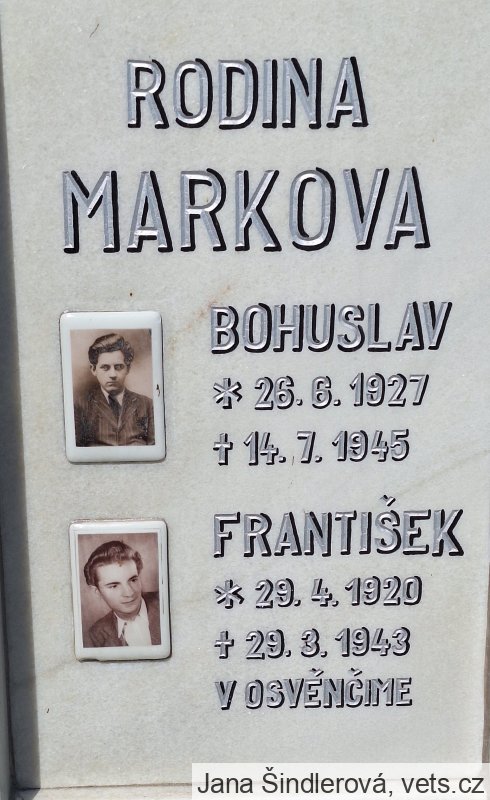 RODINA
MARKOVA
BOHUSLAV
* 26. 6. 1927
† 14. 7. 1945
FRANTIŠEK
* 29. 4. 1920
† 29. 3. 1943
V OSVĚNČIME
Jana Šindlerová, vets.cz